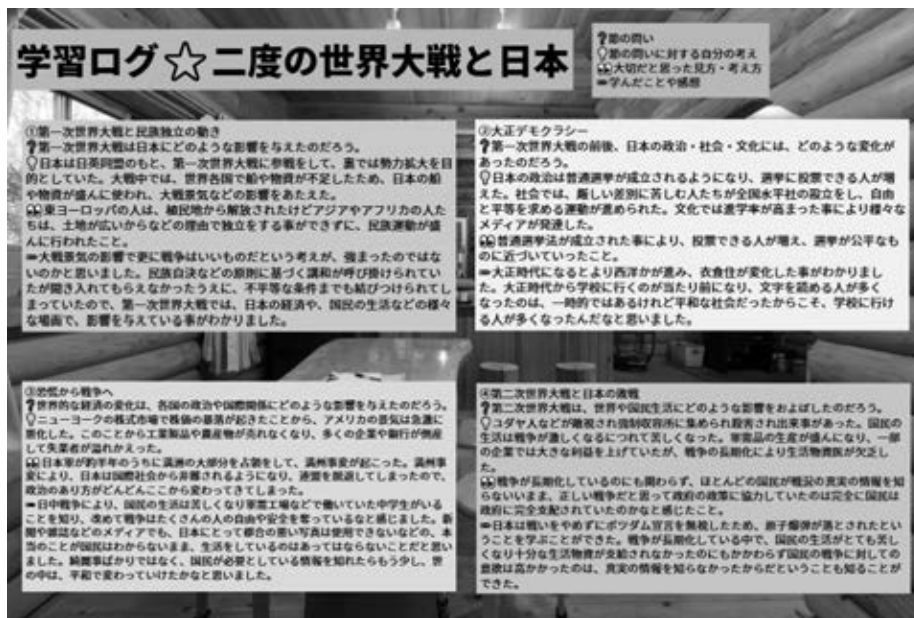 学習ログ☆二度の世界大戦と日本
❓節の問い
💡節の問いに対する自分の考え
👀大切だと思った見方・考え方
✏学んだことや感想
①第一次世界大戦と民族独立の動き
❓第一次世界大戦は日本にどのような影響を与えたのだろう。
💡日本は日英同盟のもと、第一次世界大戦に参戦をして、裏では勢力拡大を目
的としていた。大戦中では、世界各国で船や物資が不足したため、日本の船
や物資が盛んに使われ、大戦景気などの影響をあたえた。
👀東ヨーロッパの人は、植民地から解放されたけどアジアやアフリカの人た
ちは、土地が広いからなどの理由で独立をする事ができずに、民族運動が盛
んに行われたこと。
✏大戦景気の影響で更に戦争はいいものだという考えが、強まったのではな
いのかと思いました。民族自決などの原則に基づく講和が呼び掛けられてい
たが聞き入れてもらえなかったうえに、不平等な条件までも結びつけられてし
まっていたので、第一次世界大戦では、日本の経済や、国民の生活などの様々
な場面で、影響を与えている事がわかりました。
②大正デモクラシー
❓第一次世界大戦の前後、日本の政治・社会・文化には、どのような変化が
あったのだろう。
💡日本の政治は普通選挙が成立されるようになり、選挙に投票できる人が増
えた。社会では、厳しい差別に苦しむ人たちが全国水平社の設立をし、自由
と平等を求める運動が進められた。文化では進学率が高まった事により様々な
メディアが発達した。
👀普通選挙法が成立された事により、投票できる人が増え、選挙が公平なも
のに近づいていったこと。
✏大正時代になるとより西洋かが進み、衣食住が変化した事がわかりまし
た。大正時代から学校に行くのが当たり前になり、文字を読める人が多く
なったのは、一時的ではあるけれど平和な社会だったからこそ、学校に行け
る人が多くなったんだなと思いました。
③恐慌から戦争へ
❓世界的な経済の変化は、各国の政治や国際関係にどのような影響を与えたのだろう。
💡ニューヨークの株式市場で株価の暴落が起きたことから、アメリカの景気は急激に
悪化した。このことから工業製品や農産物が売れなくなり、多くの企業や銀行が倒産
して失業者が溢れかえった。
👀日本軍が約半年のうちに満洲の大部分を占領をして、満州事変が起こった。満州事
変により、日本は国際社会から非難されるようになり、連盟を脱退してしまったので、
政治のあり方がどんどんここから変わってきてしまった。
✏日中戦争により、国民の生活は苦しくなり軍需工場などで働いていた中学生がいる
ことを知り、改めて戦争はたくさんの人の自由や安全を奪っているなと感じました。新
聞や雑誌などのメディアでも、日本にとって都合の悪い写真は使用できないなどの、本
当のことが国民はわからないまま、生活をしているのはあってはならないことだと思い
ました。綺麗事ばかりではなく、国民が必要としている情報を知れたらもう少し、世
の中は、平和で変わっていけたかなと思いました。
④第二次世界大戦と日本の敗戦
❓第二次世界大戦は、世界や国民生活にどのような影響をおよぼしたのだろう。
💡ユダヤ人などが敵視され強制収容所に集められ殺害され出来事があった。国民の
生活は戦争が激しくなるにつれて苦しくなった。軍需品の生産が盛んになり、一部
の企業では大きな利益を上げていたが、戦争の長期化により生活物資が欠乏し
た。
👀戦争が長期化しているのにも関わらず、ほとんどの国民が戦況の真実の情報を知
らないいまま、正しい戦争だと思って政府の政策に協力していたのは完全に国民は
政府に完全支配されていたのかなと感じたこと。
✏日本は戦いをやめずにポツダム宣言を無視したため、原子爆弾が落とされたとい
うことを学ぶことができた。戦争が長期化している中で、国民の生活がとても苦し
くなり十分な生活物資が支給されなかったのにもかかわらず国民の戦争に対しての
意欲は高かかったのは、真実の情報を知らなかったからだということも知ることが
できた。